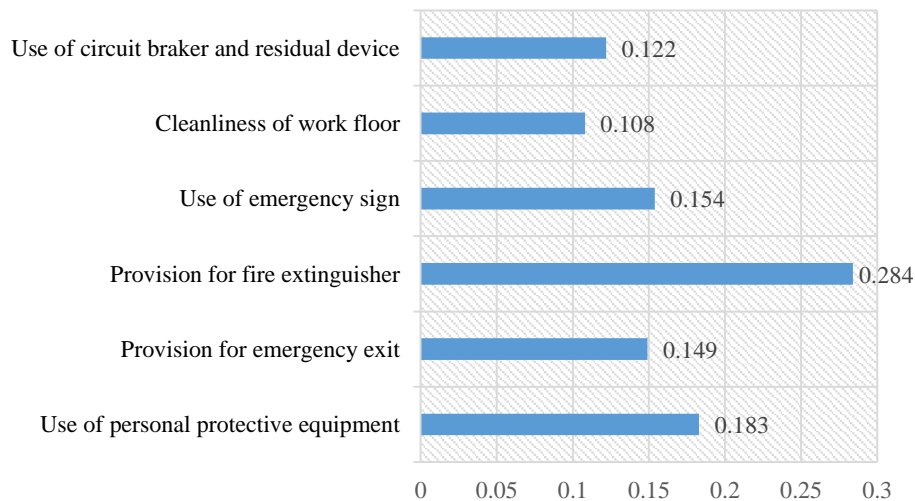 Use of circuit braker and residual device
0.122
Cleanliness of work floor
0.108
Use of emergency sign
0.154
Provision for fire extinguisher
0.284
Provision for emergency exit
0.149
Use of personal protective equipment
0.183
0 0.05 0.1 0.15 0.2 0.25 0.3